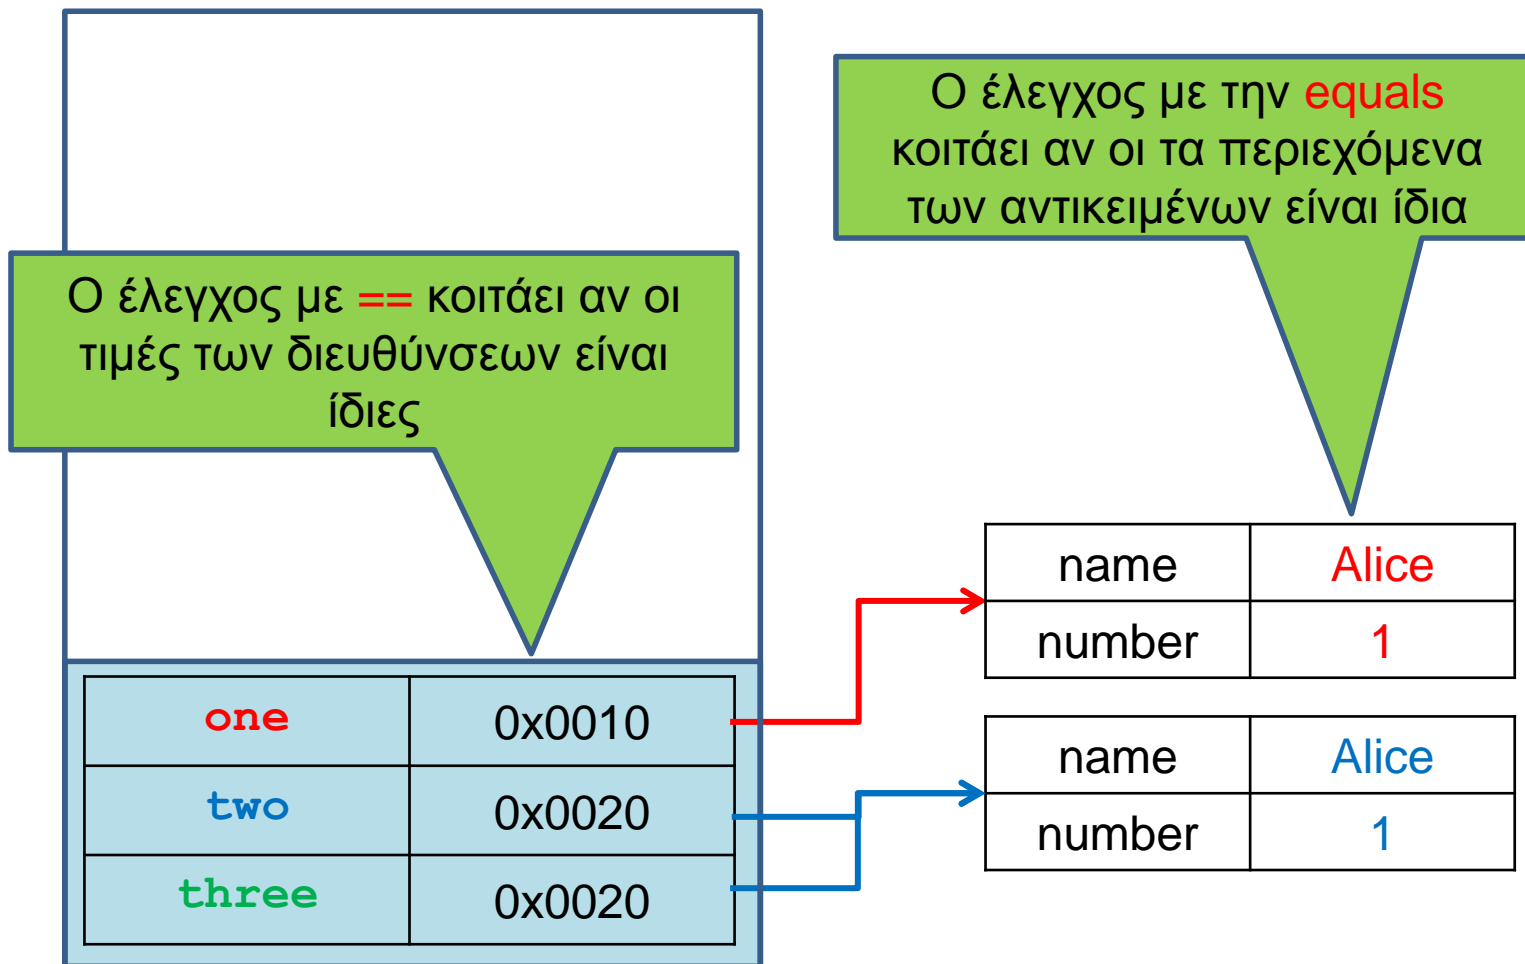 Ο έλεγχος με την equals
κοιτάει αν οι τα περιεχόμενα
των αντικειμένων είναι ίδια
Ο έλεγχος με == κοιτάει αν οι
τιμές των διευθύνσεων είναι
ίδιες
name Alice
number 1
one 0x0010
two 0x0020
three 0x0020
name Alice
number 1